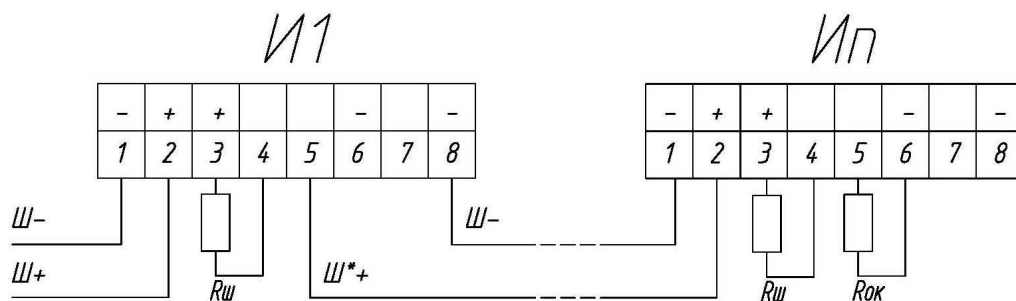 И1 Ип
- + + - - - + + - -
1 2 3 4 5 6 7 8 1 2 3 4 5 6 7 8
Ш- Ш-
Ш+ Rш Ш*+ Rш Rок